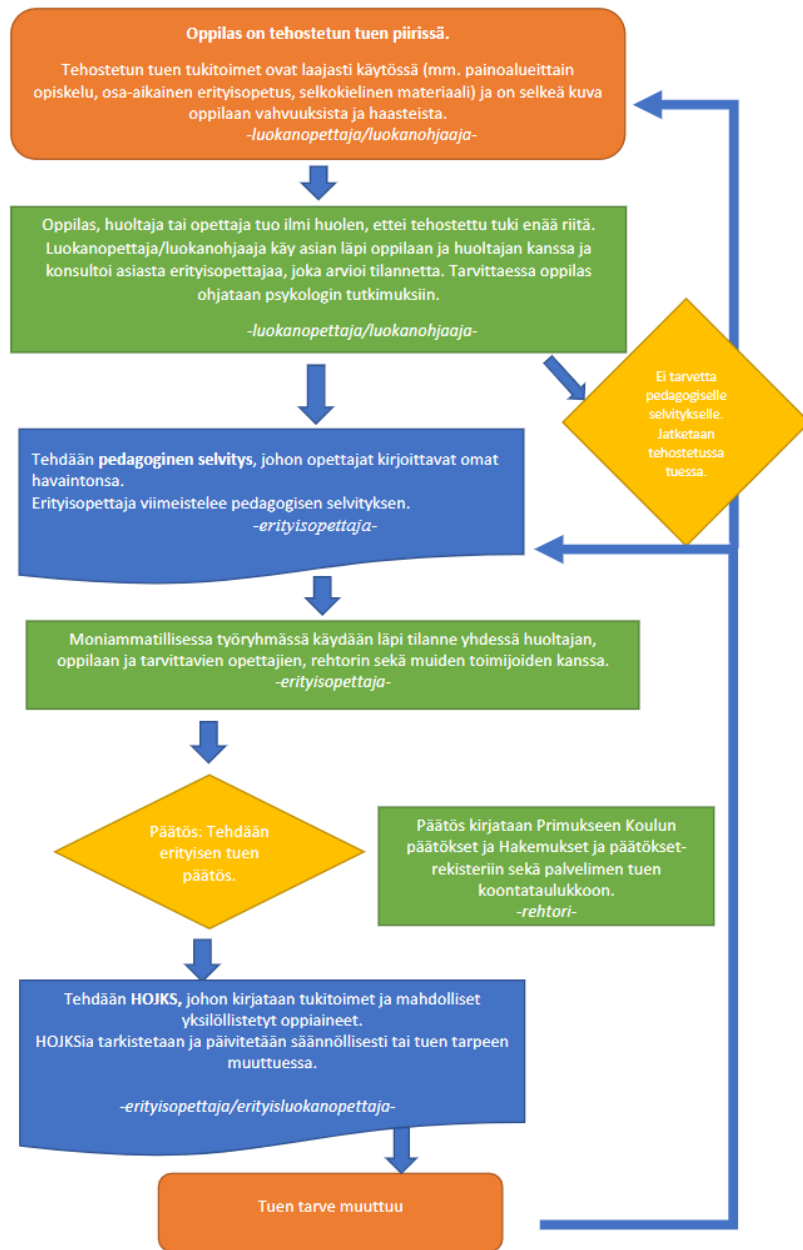 Oppilas on tehostetun tuen piirissä.
Tehostetun tuen tukitoimet ovat laajasti käytössä (mm. painoalueittain
opiskelu, osa-aikainen erityisopetus, selkokielinen materiaali) ja on selkeä kuva
oppilaan vahvuuksista ja haasteista.
-luokanopettaja/luokanohjaaja-
Oppilas, huoltaja tai opettaja tuo ilmi huolen, ettei tehostettu tuki enää riitä.
Luokanopettaja/luokanohjaaja käy asian läpi oppilaan ja huoltajan kanssa ja
konsultoi asiasta erityisopettajaa, joka arvioi tilannetta. Tarvittaessa oppilas
ohjataan psykologin tutkimuksiin.
-luokanopettaja/luokanohjaaja-
Ei tarvetta
pedagogiselle
selvitykselle.
Jatketaan
tehostetussa
tuessa.
Tehdään pedagoginen selvitys, johon opettajat kirjoittavat omat
havaintonsa.
Erityisopettaja viimeistelee pedagogisen selvityksen.
-erityisopettaja-
Moniammatillisessa työryhmässä käydään läpi tilanne yhdessä huoltajan,
oppilaan ja tarvittavien opettajien, rehtorin sekä muiden toimijoiden kanssa.
-erityisopettaja-
Päätös: Tehdään
erityisen tuen
päätös.
Päätös kirjataan Primukseen Koulun
päätökset ja Hakemukset ja päätökset-
rekisteriin sekä palvelimen tuen
koontataulukkoon.
-rehtori-
Tehdään HOJKS, johon kirjataan tukitoimet ja mahdolliset
yksilöllistetyt oppiaineet.
HOJKSia tarkistetaan ja päivitetään säännöllisesti tai tuen tarpeen
muuttuessa.
-erityisopettaja/erityisluokanopettaja-
Tuen tarve muuttuu